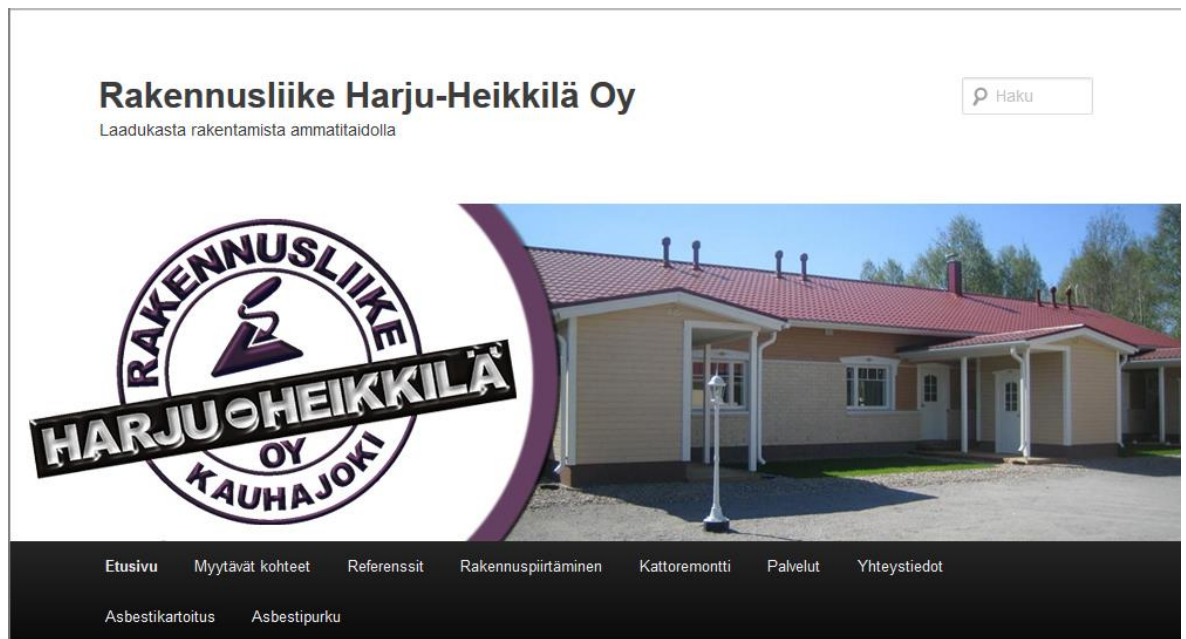 Rakennusliike Harju-Heikkilä Oy
Laadukasta rakentamista ammatitaidolla
Haku
RAKENNUSLIIKE
HARJU-HEIKKILÄ
OY
KAUHAJOKI
Etusivu Myytävät kohteet Referenssit Rakennuspiirtäminen Kattoremontti Palvelut Yhteystiedot
Asbestikartoitus Asbestipurku